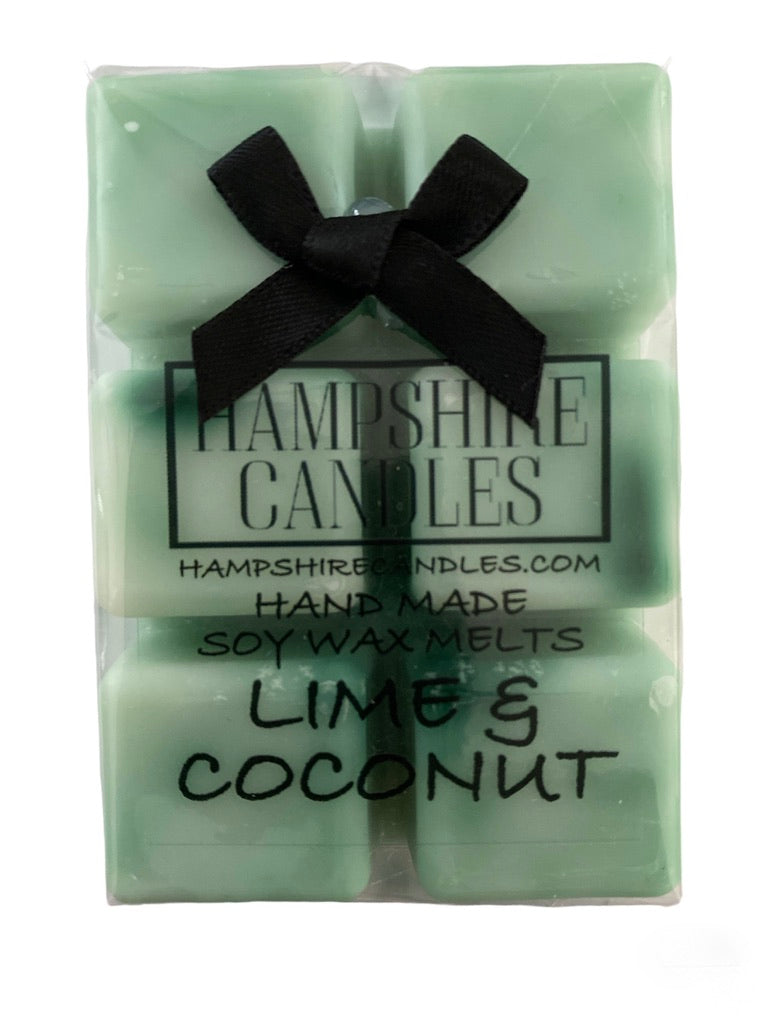 HAMPSHIRE
CANDLES
HAMPSHIRECANDLES.COM
HAND MADE
SOY WAX MELTS
LIME &
COCONUT